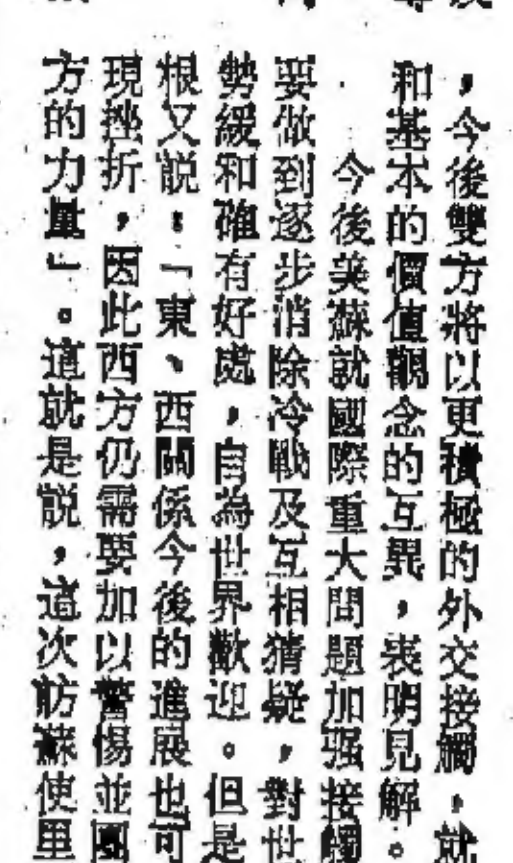 ，今後雙方將以更積極的外交接觸，就
和基本的價值觀念的互異，表明見解。
今後美蘇就國際重大問題加强接觸
要做到逐步消除冷戰及互相猜疑，對世
勢緩和確有好處，自為世界歡迎。但是
根又説：「東、西關係今後的進展也可
現挫折，因此西方仍需要加以警惕並團
方的力量」。這就是説，這次訪蘇使里